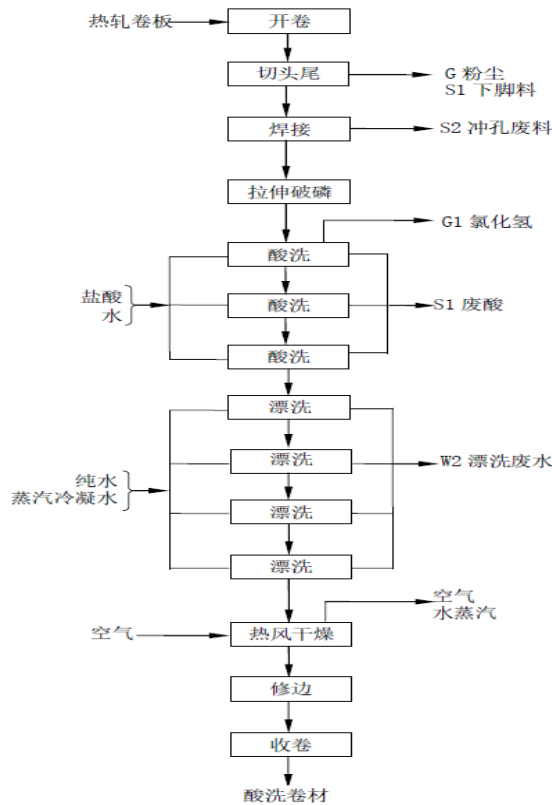 热轧卷板
开卷
切头尾
G 粉尘
S1 下脚料
焊接
S2 冲孔废料
拉伸破磷
G1 氯化氢
酸洗
盐酸
水
酸洗
S1 废酸
酸洗
漂洗
漂洗
纯水
蒸汽冷凝水
W2 漂洗废水
漂洗
漂洗
空气
水蒸汽
空气
热风干燥
修边
收卷
酸洗卷材